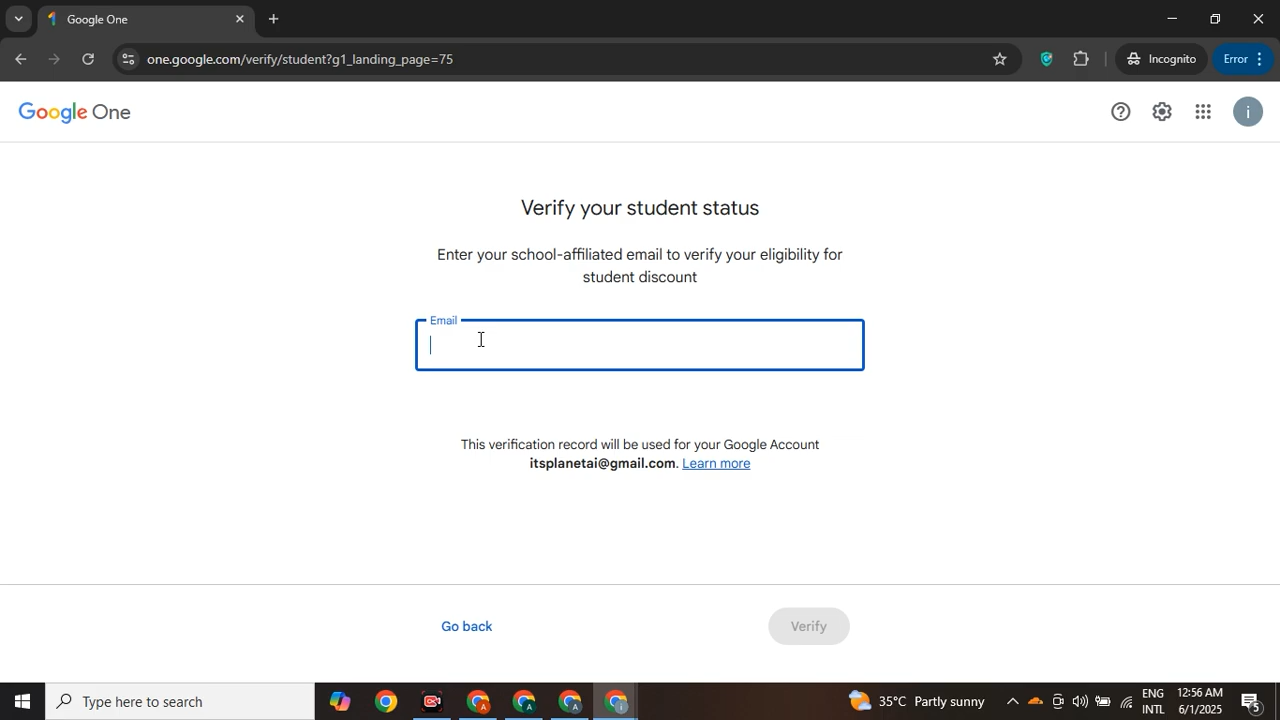 Google One
one.google.com/verify/student?g1_landing_page=75
Incognito
Error
Google One
i
Verify your student status
Enter your school-affiliated email to verify your eligibility for
student discount
Email
This verification record will be used for your Google Account
itsplanetai@gmail.com. Learn more
Go back
Verify
Type here to search
35°C Partly sunny
ENG
INTL
12:56 AM
6/1/2025
5